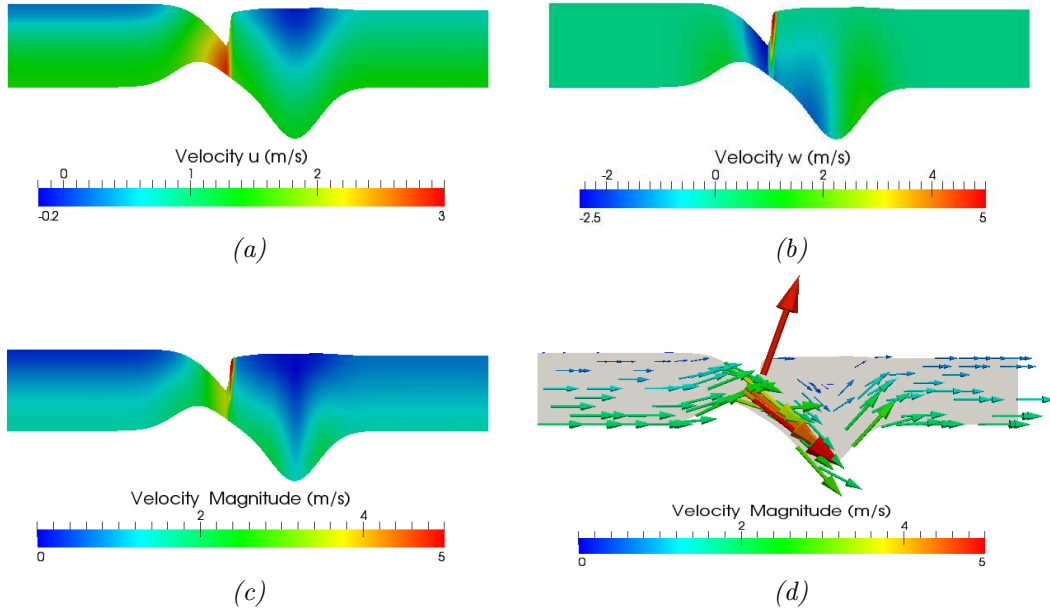 Velocity u (m/s)
0 1 2
-0.2 3
(a)
Velocity w (m/s)
-2 0 2 4
-2.5 5
(b)
Velocity Magnitude (m/s)
2 4
0 5
(c)
Velocity Magnitude (m/s)
2 4
0 5
(d)